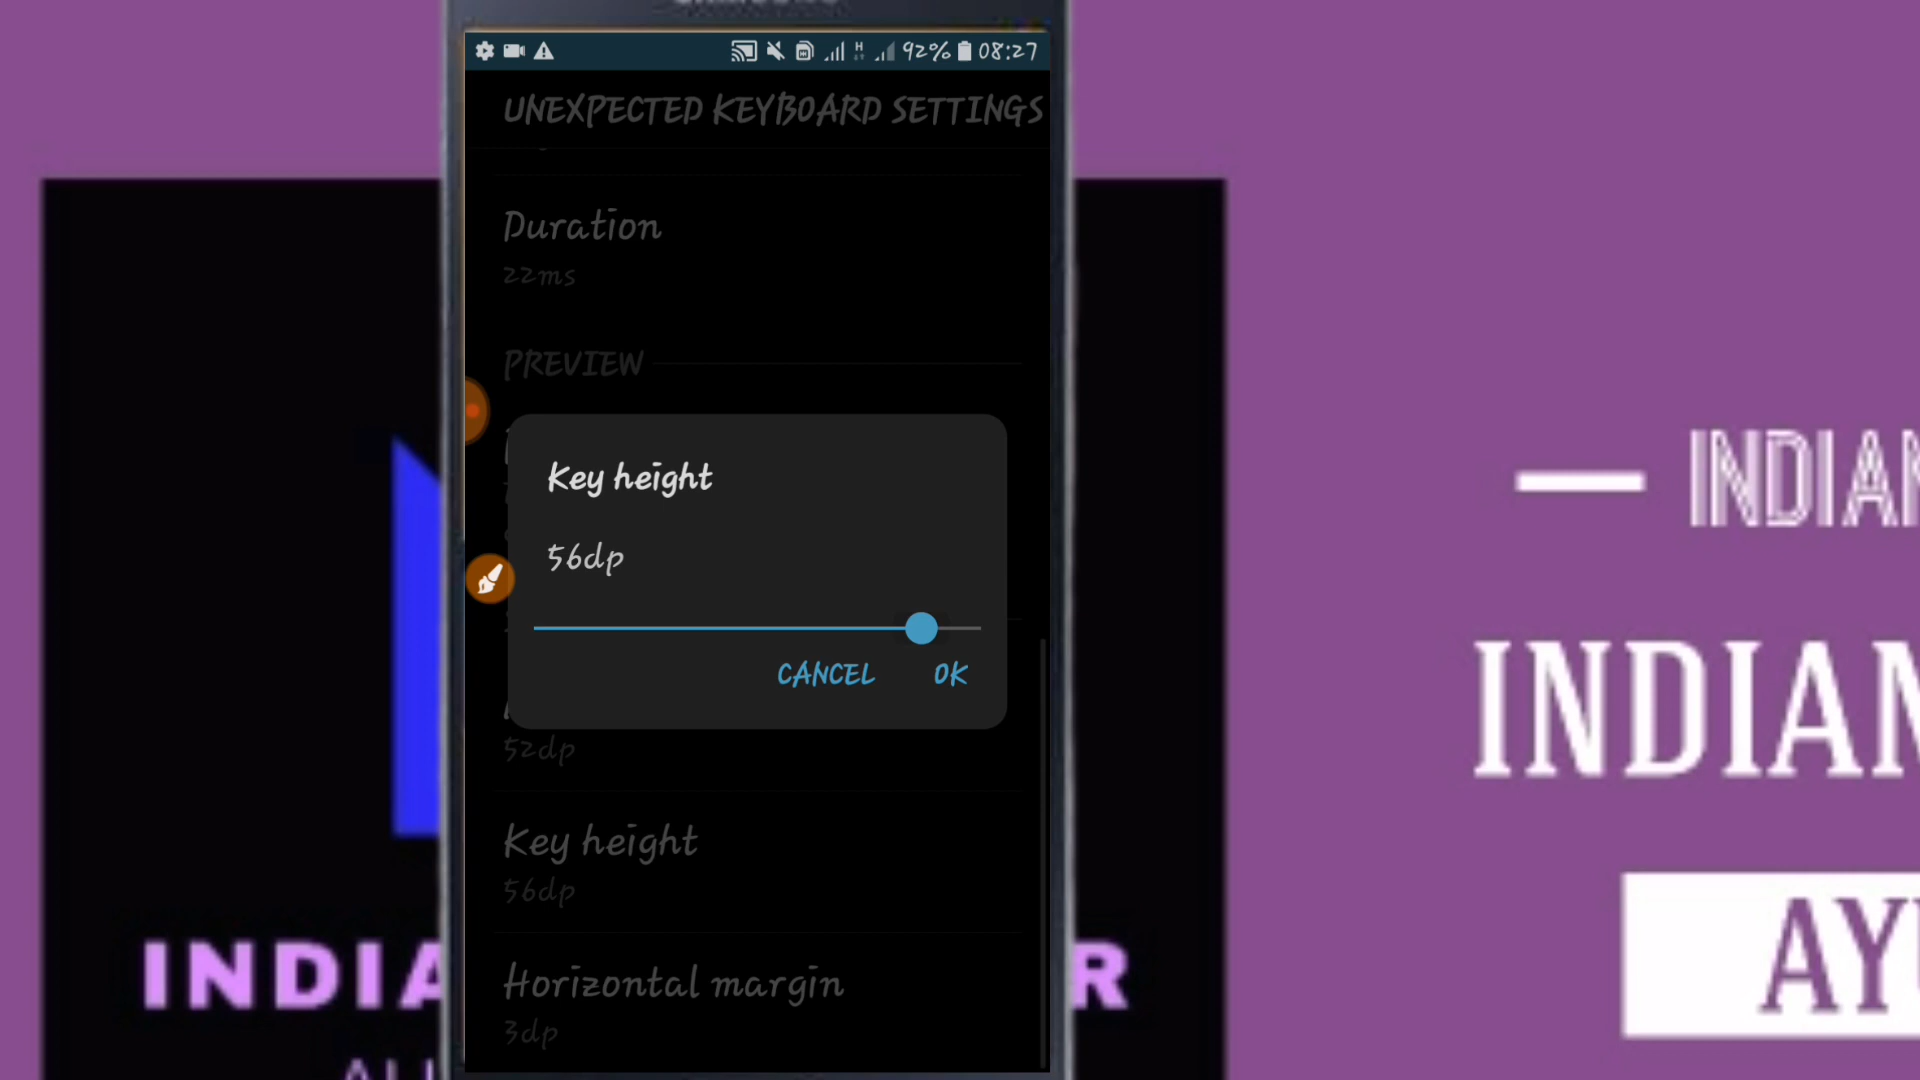 92% 08:27
UNEXPECTED KEYBOARD SETTINGS
Duration
22ms
PREVIEW
Key height
56dp
CANCEL OK
52dp
Key height
56dp
Horizontal margin
3dp
INDIA
R
INDIAN
INDIAN
AY